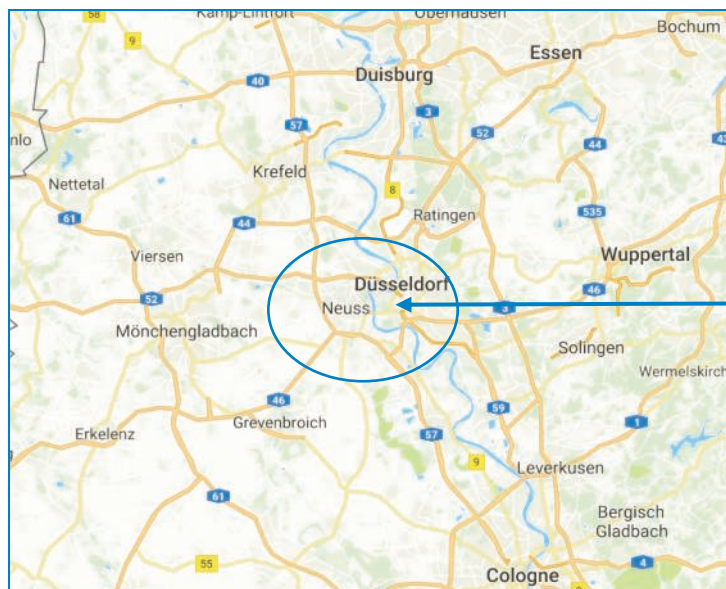 58
Kamp-Lintfort
Oberhausen
Bochum
9
Essen
Duisburg
40
3
57
52
44
43
nlo
Krefeld
Nettetal
8
61
44
Ratingen
535
Viersen
Wuppertal
52
Düsseldorf
46
Neuss
3
Mönchengladbach
Solingen
Wermelskirch
46
59
Grevenbroich
1
Erkelenz
57
9
Leverkusen
61
Bergisch
Gladbach
55
4
Cologne